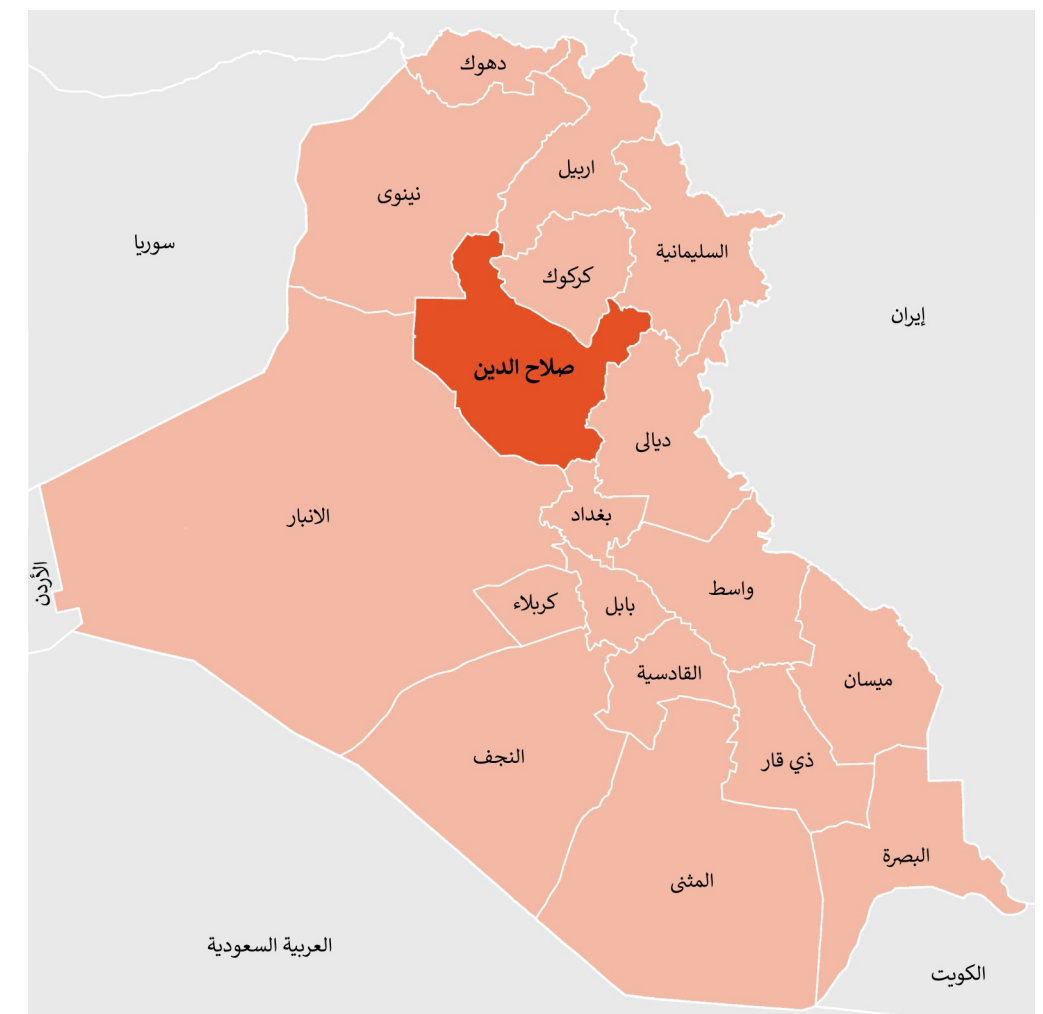 دهوك
اربيل
نينوى
سوريا
السليمانية
كركوك
إيران
صلاح الدين
ديالى
الانبار
بغداد
الأردن
واسط
كربلاء
بابل
القادسية
ميسان
النجف
ذي قار
البصرة
المثنى
العربية السعودية
الكويت